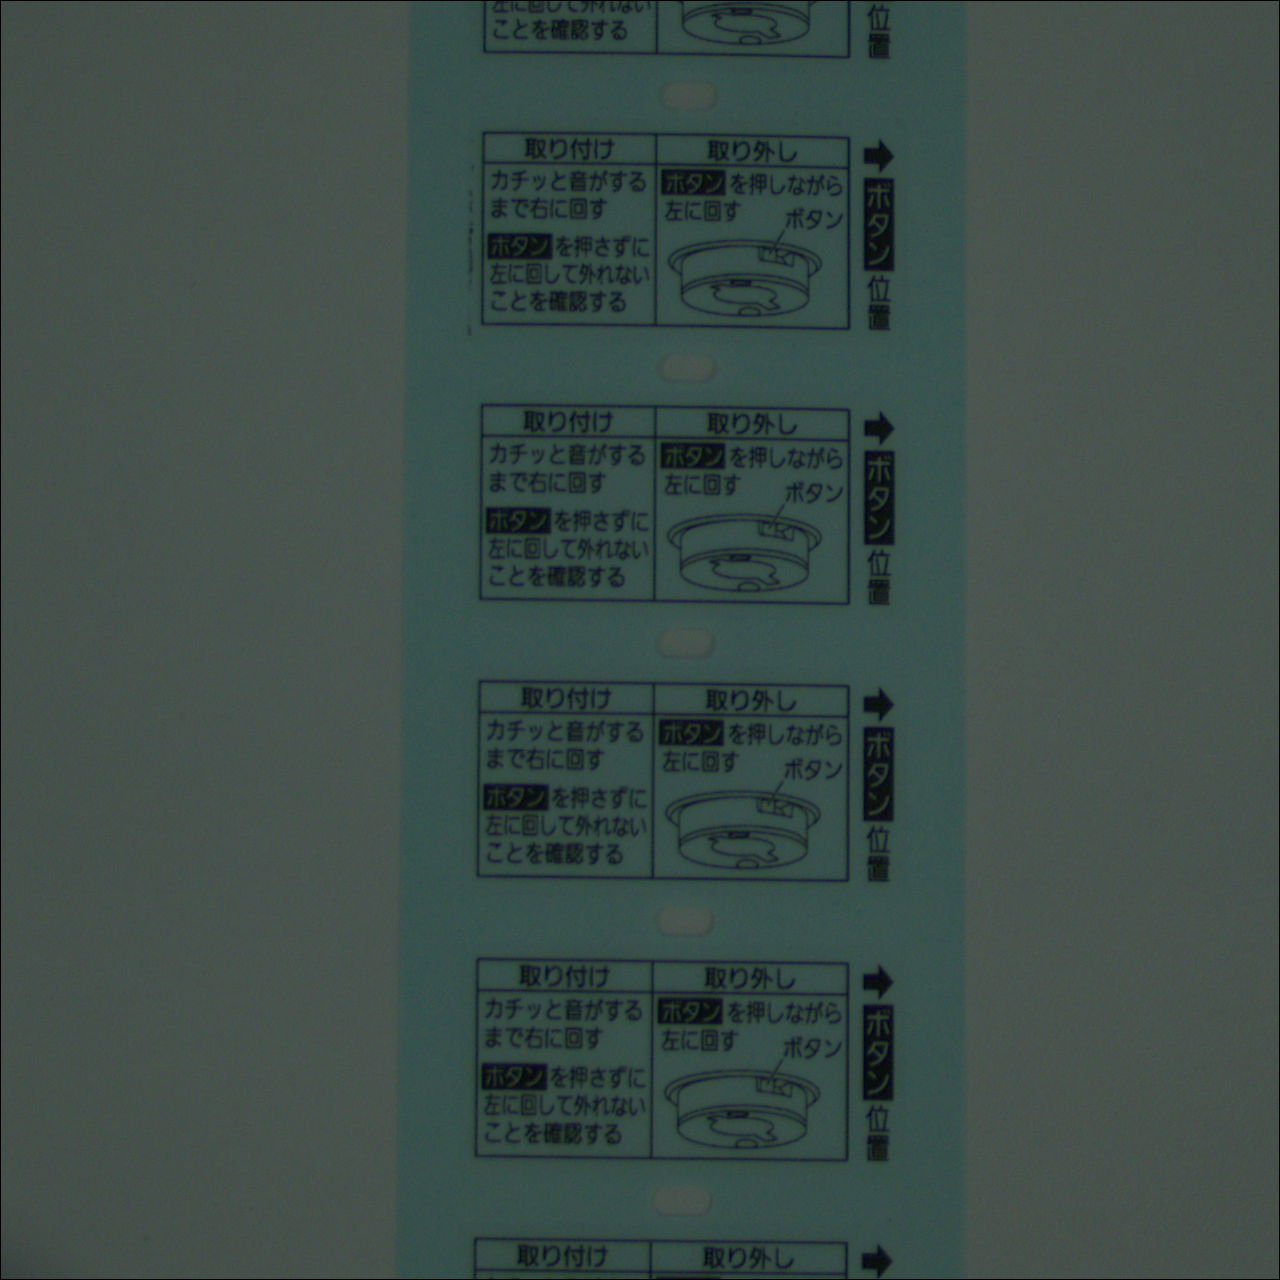 左に回して外れない
ことを確認する
位置
取り付け
取り外し
カチッと音がする
まで右に回す
ボタンを押さずに
左に回して外れない
ことを確認する
ボタンを押しながら
左に回す
ボタン
➡ボタン位置
取り付け
取り外し
カチッと音がする
まで右に回す
ボタンを押さずに
左に回して外れない
ことを確認する
ボタンを押しながら
左に回す
ボタン
➡ボタン位置
取り付け
取り外し
カチッと音がする
まで右に回す
ボタンを押さずに
左に回して外れない
ことを確認する
ボタンを押しながら
左に回す
ボタン
➡ボタン位置
取り付け
取り外し
カチッと音がする
まで右に回す
ボタンを押さずに
左に回して外れない
ことを確認する
ボタンを押しながら
左に回す
ボタン
➡ボタン位置
取り付け
取り外し
➡